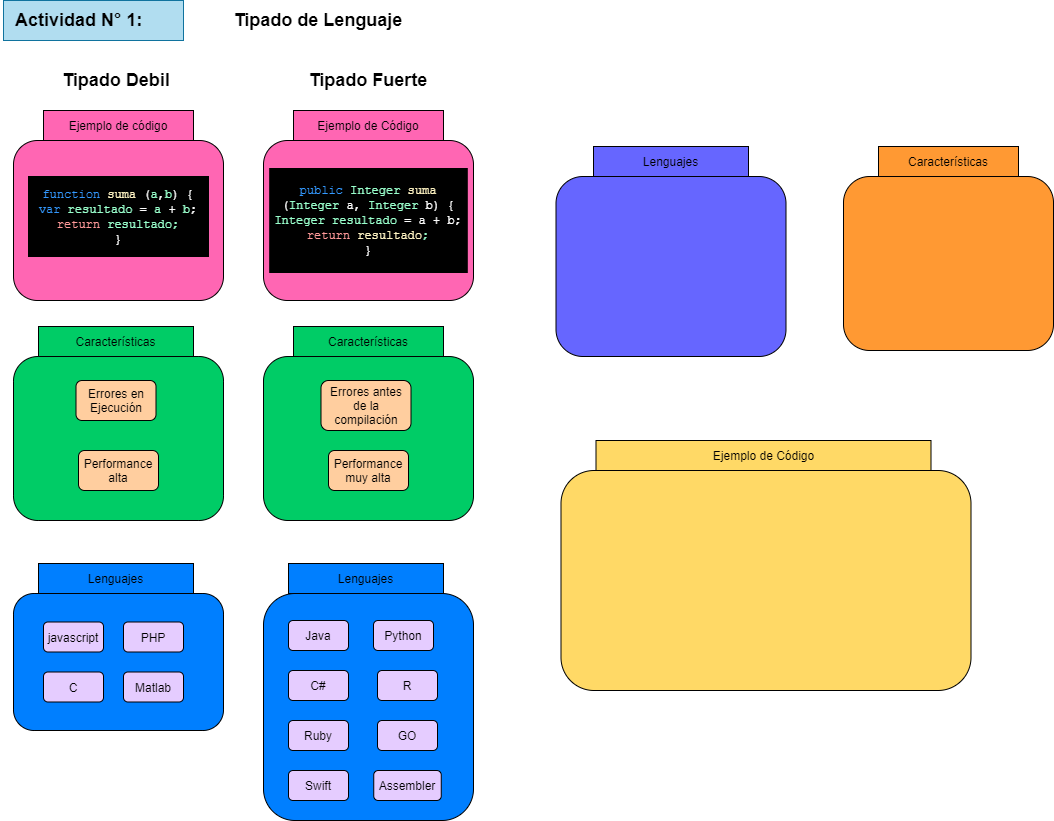 Actividad N° 1:
Tipado de Lenguaje
Tipado Debil
Tipado Fuerte
Ejemplo de código
function suma (a,b) {
var resultado = a + b;
return resultado;
}
Ejemplo de Código
public Integer suma
(Integer a, Integer b) {
Integer resultado = a + b;
return resultado;
}
Características
Errores en
Ejecución
Performance
alta
Características
Errores antes
de la
compilación
Performance
muy alta
Lenguajes
javascript
PHP
C
Matlab
Lenguajes
Java
Python
C#
R
Ruby
GO
Swift
Assembler
Lenguajes
Características
Ejemplo de Código